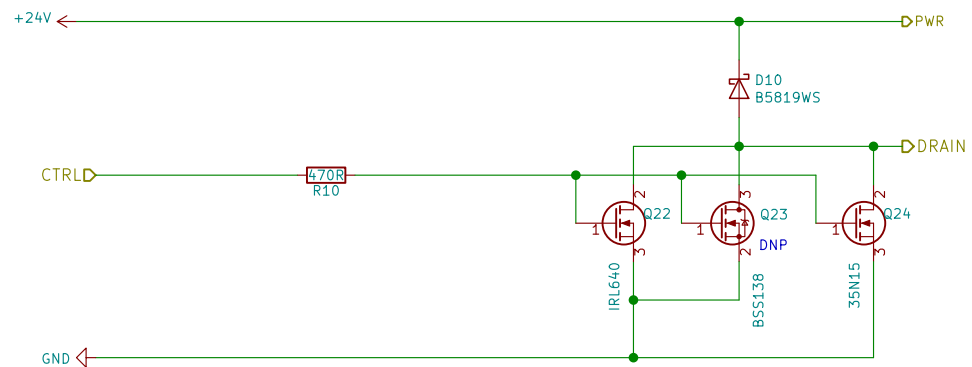 +24V
PWR
D10
B5819WS
DRAIN
CTRL
470R
R10
2
Q22
1
3
IRL640
3
Q23
1
DNP
2
BSS138
2
Q24
1
3
35N15
GND